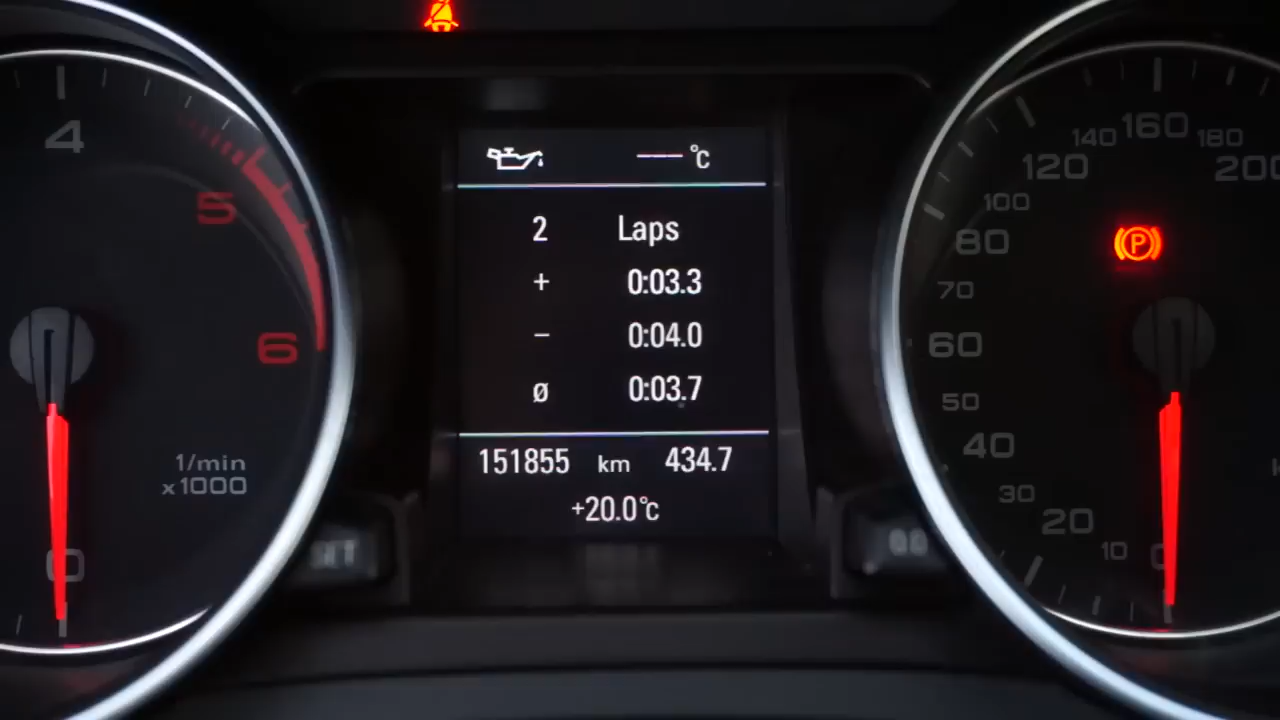 4
5
6
1/min
x1000
0
— °C
2 Laps
+ 0:03.3
− 0:04.0
ø 0:03.7
151855 km 434.7
+20.0°C
160
140
180
120
200
100
80
P
70
60
50
40
30
20
10
0